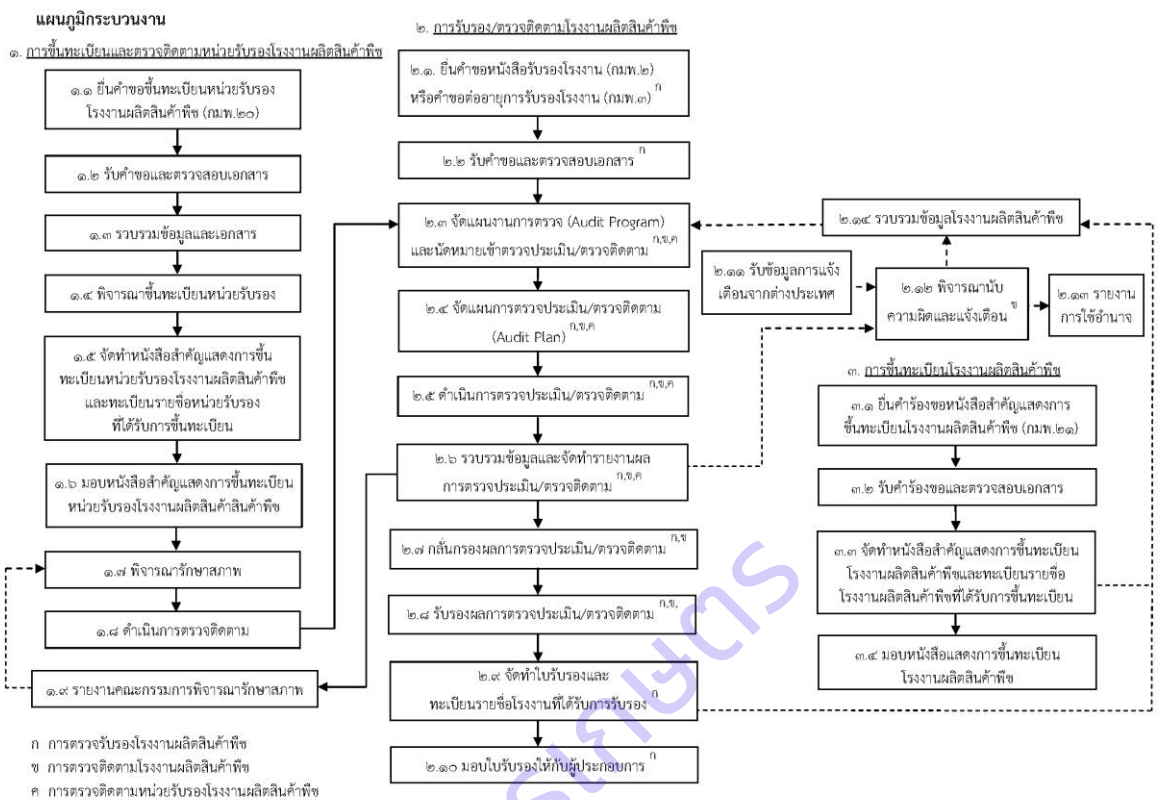 แผนภูมิกระบวนงาน
๑. การขึ้นทะเบียนและตรวจติดตามหน่วยรับรองโรงงานผลิตสินค้าพืช
๑.๑ ยื่นคำขอขึ้นทะเบียนหน่วยรับรอง
โรงงานผลิตสินค้าพืช (กมพ.๒๐)
๑.๒ รับคำขอและตรวจสอบเอกสาร
๑.๓ รวบรวมข้อมูลและเอกสาร
๑.๔ พิจารณาขึ้นทะเบียนหน่วยรับรอง
๑.๕ จัดทำหนังสือสำคัญแสดงการขึ้น
ทะเบียนหน่วยรับรองโรงงานผลิตสินค้าพืช
และทะเบียนรายชื่อหน่วยรับรอง
ที่ได้รับการขึ้นทะเบียน
๑.๖ มอบหนังสือสำคัญแสดงการขึ้นทะเบียน
หน่วยรับรองโรงงานผลิตสินค้าสินค้าพืช
๑.๗ พิจารณารักษาสภาพ
๑.๘ ดำเนินการตรวจติดตาม
๑.๙ รายงานคณะกรรมการพิจารณารักษาสภาพ
๒. การรับรอง/ตรวจติดตามโรงงานผลิตสินค้าพืช
๒.๑. ยื่นคำขอหนังสือรับรองโรงงาน (กมพ.๒)
หรือคำขอต่ออายุการรับรองโรงงาน (กมพ.๓) ก
๒.๒ รับคำขอและตรวจสอบเอกสาร ก
๒.๓ จัดแผนงานการตรวจ (Audit Program)
และนัดหมายเข้าตรวจประเมิน/ตรวจติดตาม ก,ข,ค
๒.๔ จัดแผนการตรวจประเมิน/ตรวจติดตาม
(Audit Plan) ก,ข,ค
๒.๕ ดำเนินการตรวจประเมิน/ตรวจติดตาม ก,ข,ค
๒.๖ รวบรวมข้อมูลและจัดทำรายงานผล
การตรวจประเมิน/ตรวจติดตาม ก,ข,ค
๒.๗ กลั่นกรองผลการตรวจประเมิน/ตรวจติดตาม ก,ข
๒.๘ รับรองผลการตรวจประเมิน/ตรวจติดตาม ก,ข,
๒.๙ จัดทำใบรับรองและ
ทะเบียนรายชื่อโรงงานที่ได้รับการรับรอง ก
๒.๑๐ มอบใบรับรองให้กับผู้ประกอบการ ก
๒.๑๔ รวบรวมข้อมูลโรงงานผลิตสินค้าพืช
๒.๑๑ รับข้อมูลการแจ้ง
เตือนจากต่างประเทศ
๒.๑๒ พิจารณานับ
ความผิดและแจ้งเตือน ข
๒.๑๓ รายงาน
การใช้อำนาจ
๓. การขึ้นทะเบียนโรงงานผลิตสินค้าพืช
๓.๑ ยื่นคำร้องขอหนังสือสำคัญแสดงการ
ขึ้นทะเบียนโรงงานผลิตสินค้าพืช (กมพ.๒๑)
๓.๒ รับคำร้องขอและตรวจสอบเอกสาร
๓.๓ จัดทำหนังสือสำคัญแสดงการขึ้นทะเบียน
โรงงานผลิตสินค้าพืชและทะเบียนรายชื่อ
โรงงานผลิตสินค้าพืชที่ได้รับการขึ้นทะเบียน
๓.๔ มอบหนังสือแสดงการขึ้นทะเบียน
โรงงานผลิตสินค้าพืช
ก การตรวจรับรองโรงงานผลิตสินค้าพืช
ข การตรวจติดตามโรงงานผลิตสินค้าพืช
ค การตรวจติดตามหน่วยรับรองโรงงานผลิตสินค้าพืช